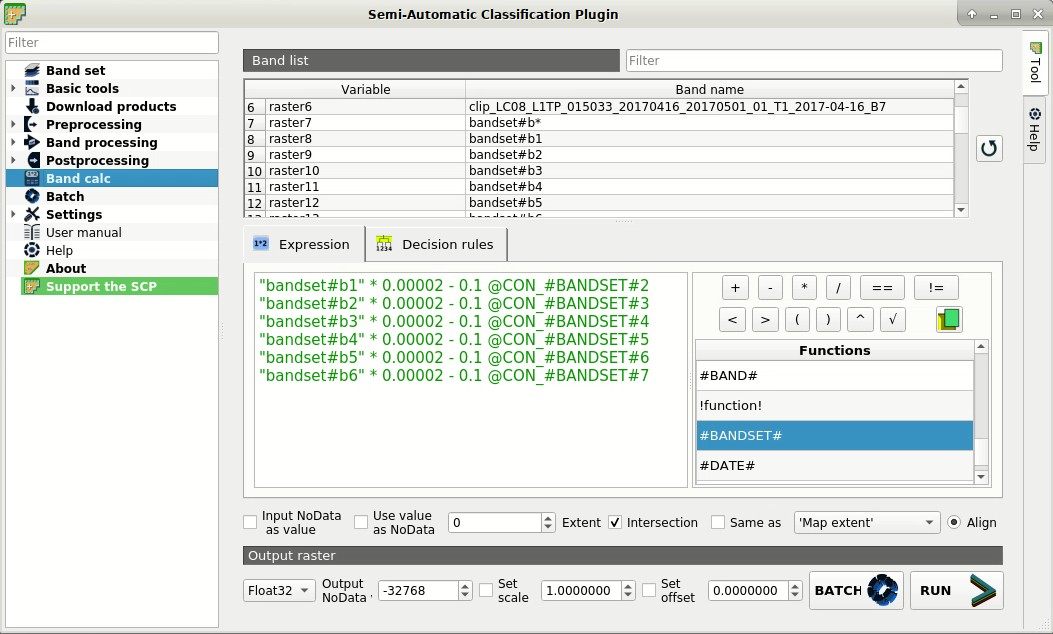 Semi-Automatic Classification Plugin
Filter
Band set
Basic tools
Download products
Preprocessing
Band processing
Postprocessing
Band calc
Batch
Settings
User manual
Help
About
Support the SCP
Band list
Filter
Variable Band name
6 raster6 clip_LC08_L1TP_015033_20170416_20170501_01_T1_2017-04-16_B7
7 raster7 bandset#b*
8 raster8 bandset#b1
9 raster9 bandset#b2
10 raster10 bandset#b3
11 raster11 bandset#b4
12 raster12 bandset#b5
13 raster13 bandset#b6
Tool
Help
1*2 Expression
1234 Decision rules
"bandset#b1" * 0.00002 - 0.1 @CON_#BANDSET#2
"bandset#b2" * 0.00002 - 0.1 @CON_#BANDSET#3
"bandset#b3" * 0.00002 - 0.1 @CON_#BANDSET#4
"bandset#b4" * 0.00002 - 0.1 @CON_#BANDSET#5
"bandset#b5" * 0.00002 - 0.1 @CON_#BANDSET#6
"bandset#b6" * 0.00002 - 0.1 @CON_#BANDSET#7
+ - * / == !=
< > ( ) ^ √
Functions
#BAND#
!function!
#BANDSET#
#DATE#
Input NoData
as value
Use value
as NoData
0
Extent
Intersection
Same as
'Map extent'
Align
Output raster
Float32
Output
NoData
-32768
Set
scale
1.0000000
Set
offset
0.0000000
BATCH
RUN